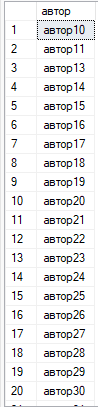 автор
1 автор10
2 автор11
3 автор13
4 автор14
5 автор15
6 автор16
7 автор17
8 автор18
9 автор19
10 автор20
11 автор21
12 автор22
13 автор23
14 автор24
15 автор25
16 автор26
17 автор27
18 автор28
19 автор29
20 автор30